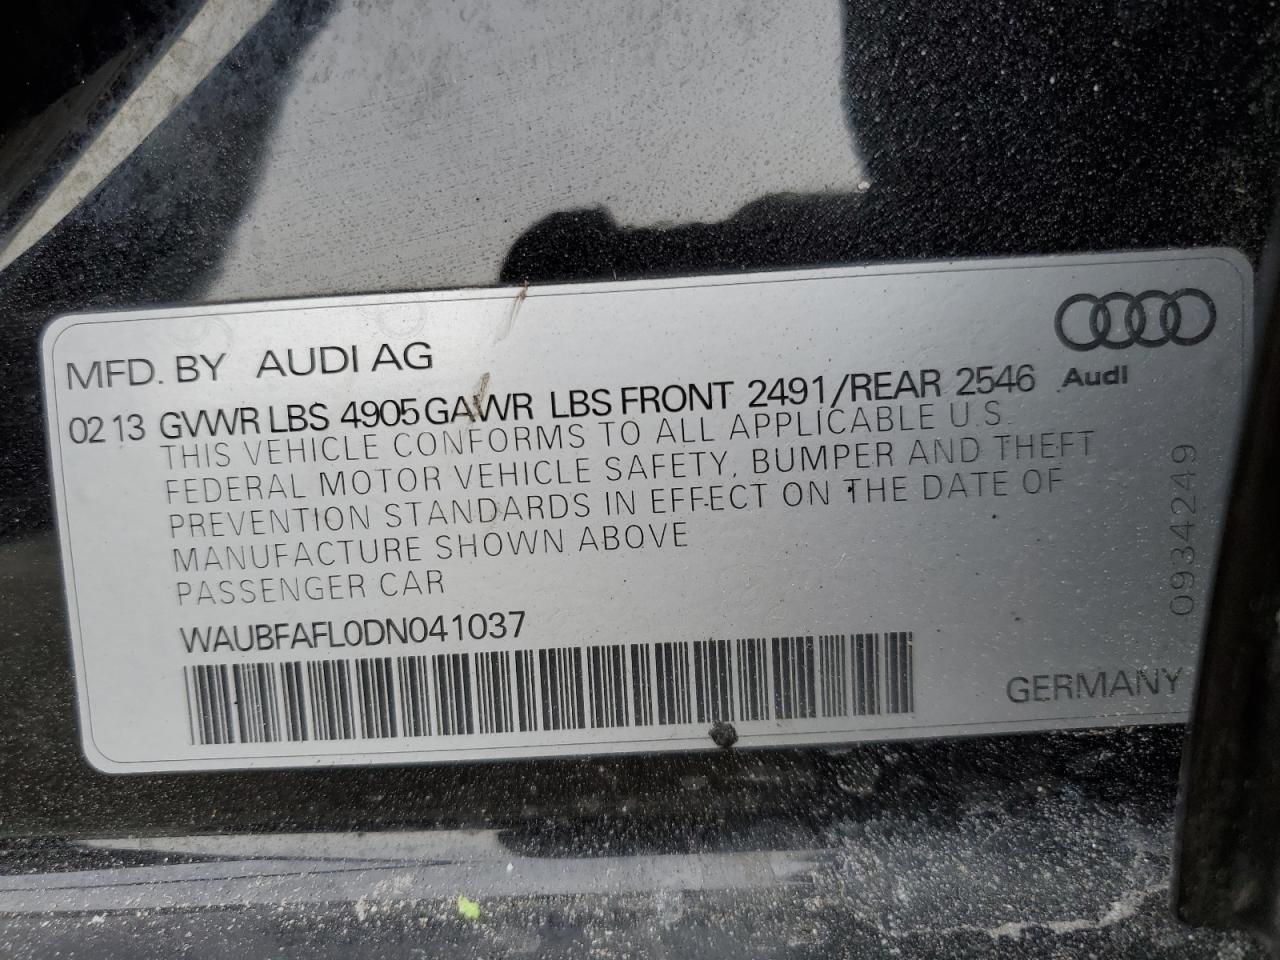 MFD. BY AUDI AG
02 13 GVWR LBS 4905 GAWR LBS FRONT 2491/REAR 2546
Audi
THIS VEHICLE CONFORMS TO ALL APPLICABLE U.S.
FEDERAL MOTOR VEHICLE SAFETY, BUMPER AND THEFT
PREVENTION STANDARDS IN EFFECT ON THE DATE OF
MANUFACTURE SHOWN ABOVE
PASSENGER CAR
WAUBFAFL0DN041037
GERMANY
0934249